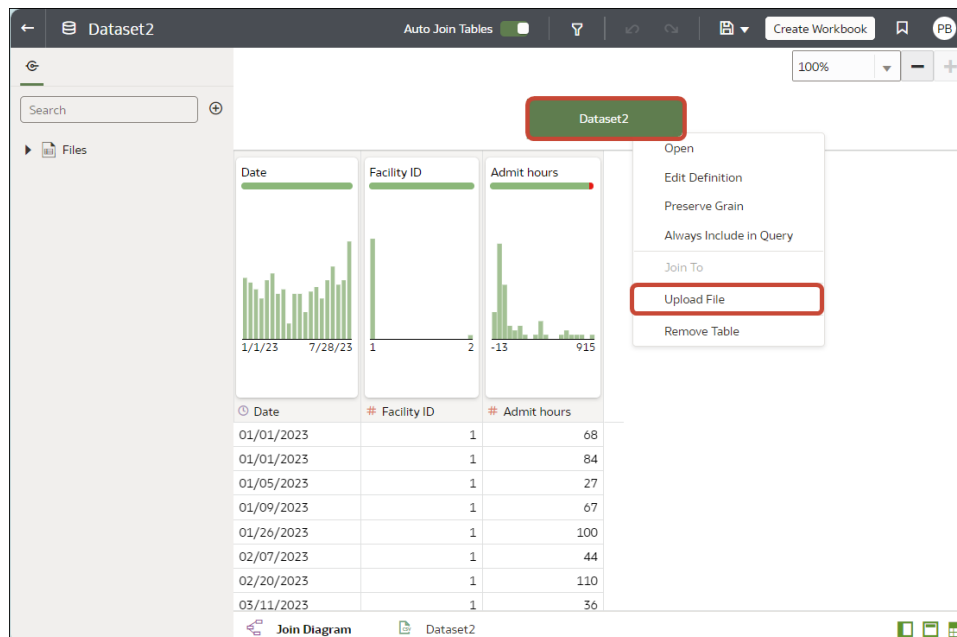 Dataset2 Auto Join Tables Create Workbook PB
100%
Search
Files
Dataset2
Open
Edit Definition
Preserve Grain
Always Include in Query
Join To
Upload File
Remove Table
Date Facility ID Admit hours
1/1/23 7/28/23 1 2 -13 915
Date # Facility ID # Admit hours
01/01/2023 1 68
01/01/2023 1 84
01/05/2023 1 27
01/09/2023 1 67
01/26/2023 1 100
02/07/2023 1 44
02/20/2023 1 110
03/11/2023 1 36
Join Diagram Dataset2